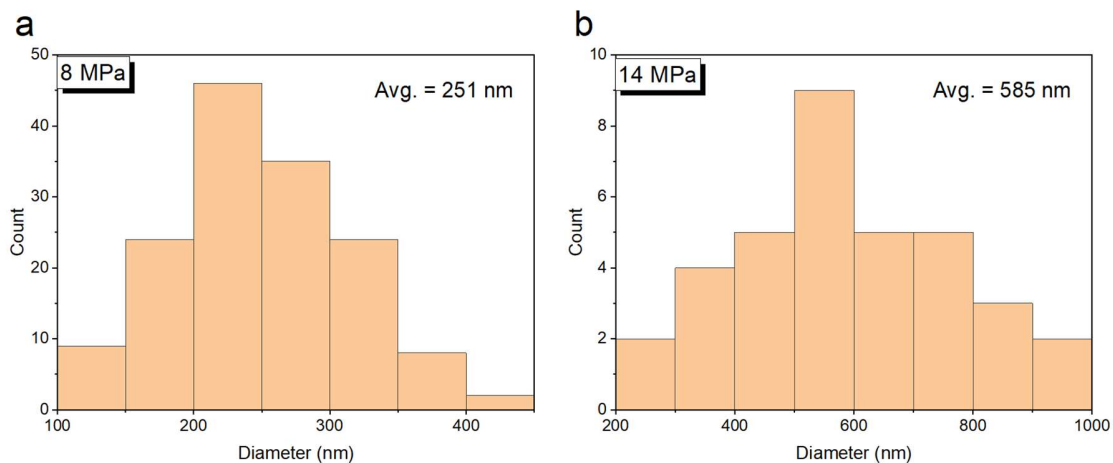 a
8 MPa
Avg. = 251 nm
50
40
30
20
10
0
Count
100
200
300
400
Diameter (nm)
b
14 MPa
Avg. = 585 nm
10
8
6
4
2
0
Count
200
400
600
800
1000
Diameter (nm)